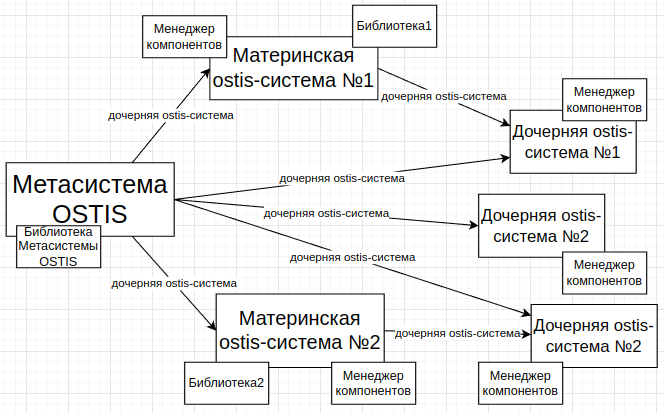 Менеджер
компонентов
Библиотека1
Материнская
ostis-система №1
дочерняя ostis-система
Менеджер
компонентов
дочерняя ostis-система
Дочерняя ostis-
система №1
Метасистема
OSTIS
дочерняя ostis-система
Библиотека
Метасистемы
OSTIS
дочерняя ostis-система
Дочерняя ostis-
система №2
дочерняя ostis-система
Менеджер
компонентов
дочерняя ostis-система
Материнская
ostis-система №2
дочерняя ostis-система
Дочерняя ostis-
система №2
Библиотека2
Менеджер
компонентов
Менеджер
компонентов